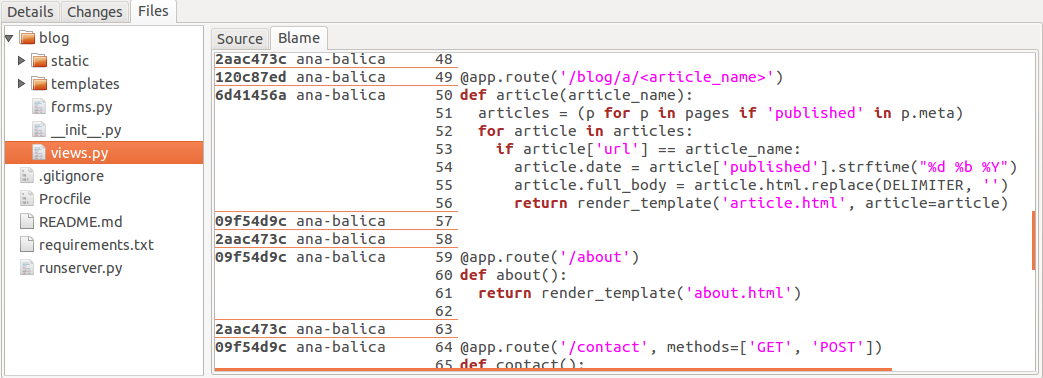 Details Changes Files
blog
static
templates
forms.py
__init__.py
views.py
.gitignore
Procfile
README.md
requirements.txt
runserver.py
Source Blame
2aac473c ana-balica 48
120c87ed ana-balica 49 @app.route('/blog/a/<article_name>')
6d41456a ana-balica 50 def article(article_name):
51   articles = (p for p in pages if 'published' in p.meta)
52   for article in articles:
53     if article['url'] == article_name:
54       article.date = article['published'].strftime("%d %b %Y")
55       article.full_body = article.html.replace(DELIMITER, '')
56       return render_template('article.html', article=article)
09f54d9c ana-balica 57
2aac473c ana-balica 58
09f54d9c ana-balica 59 @app.route('/about')
60 def about():
61   return render_template('about.html')
62
2aac473c ana-balica 63
09f54d9c ana-balica 64 @app.route('/contact', methods=['GET', 'POST'])
65 def contact():